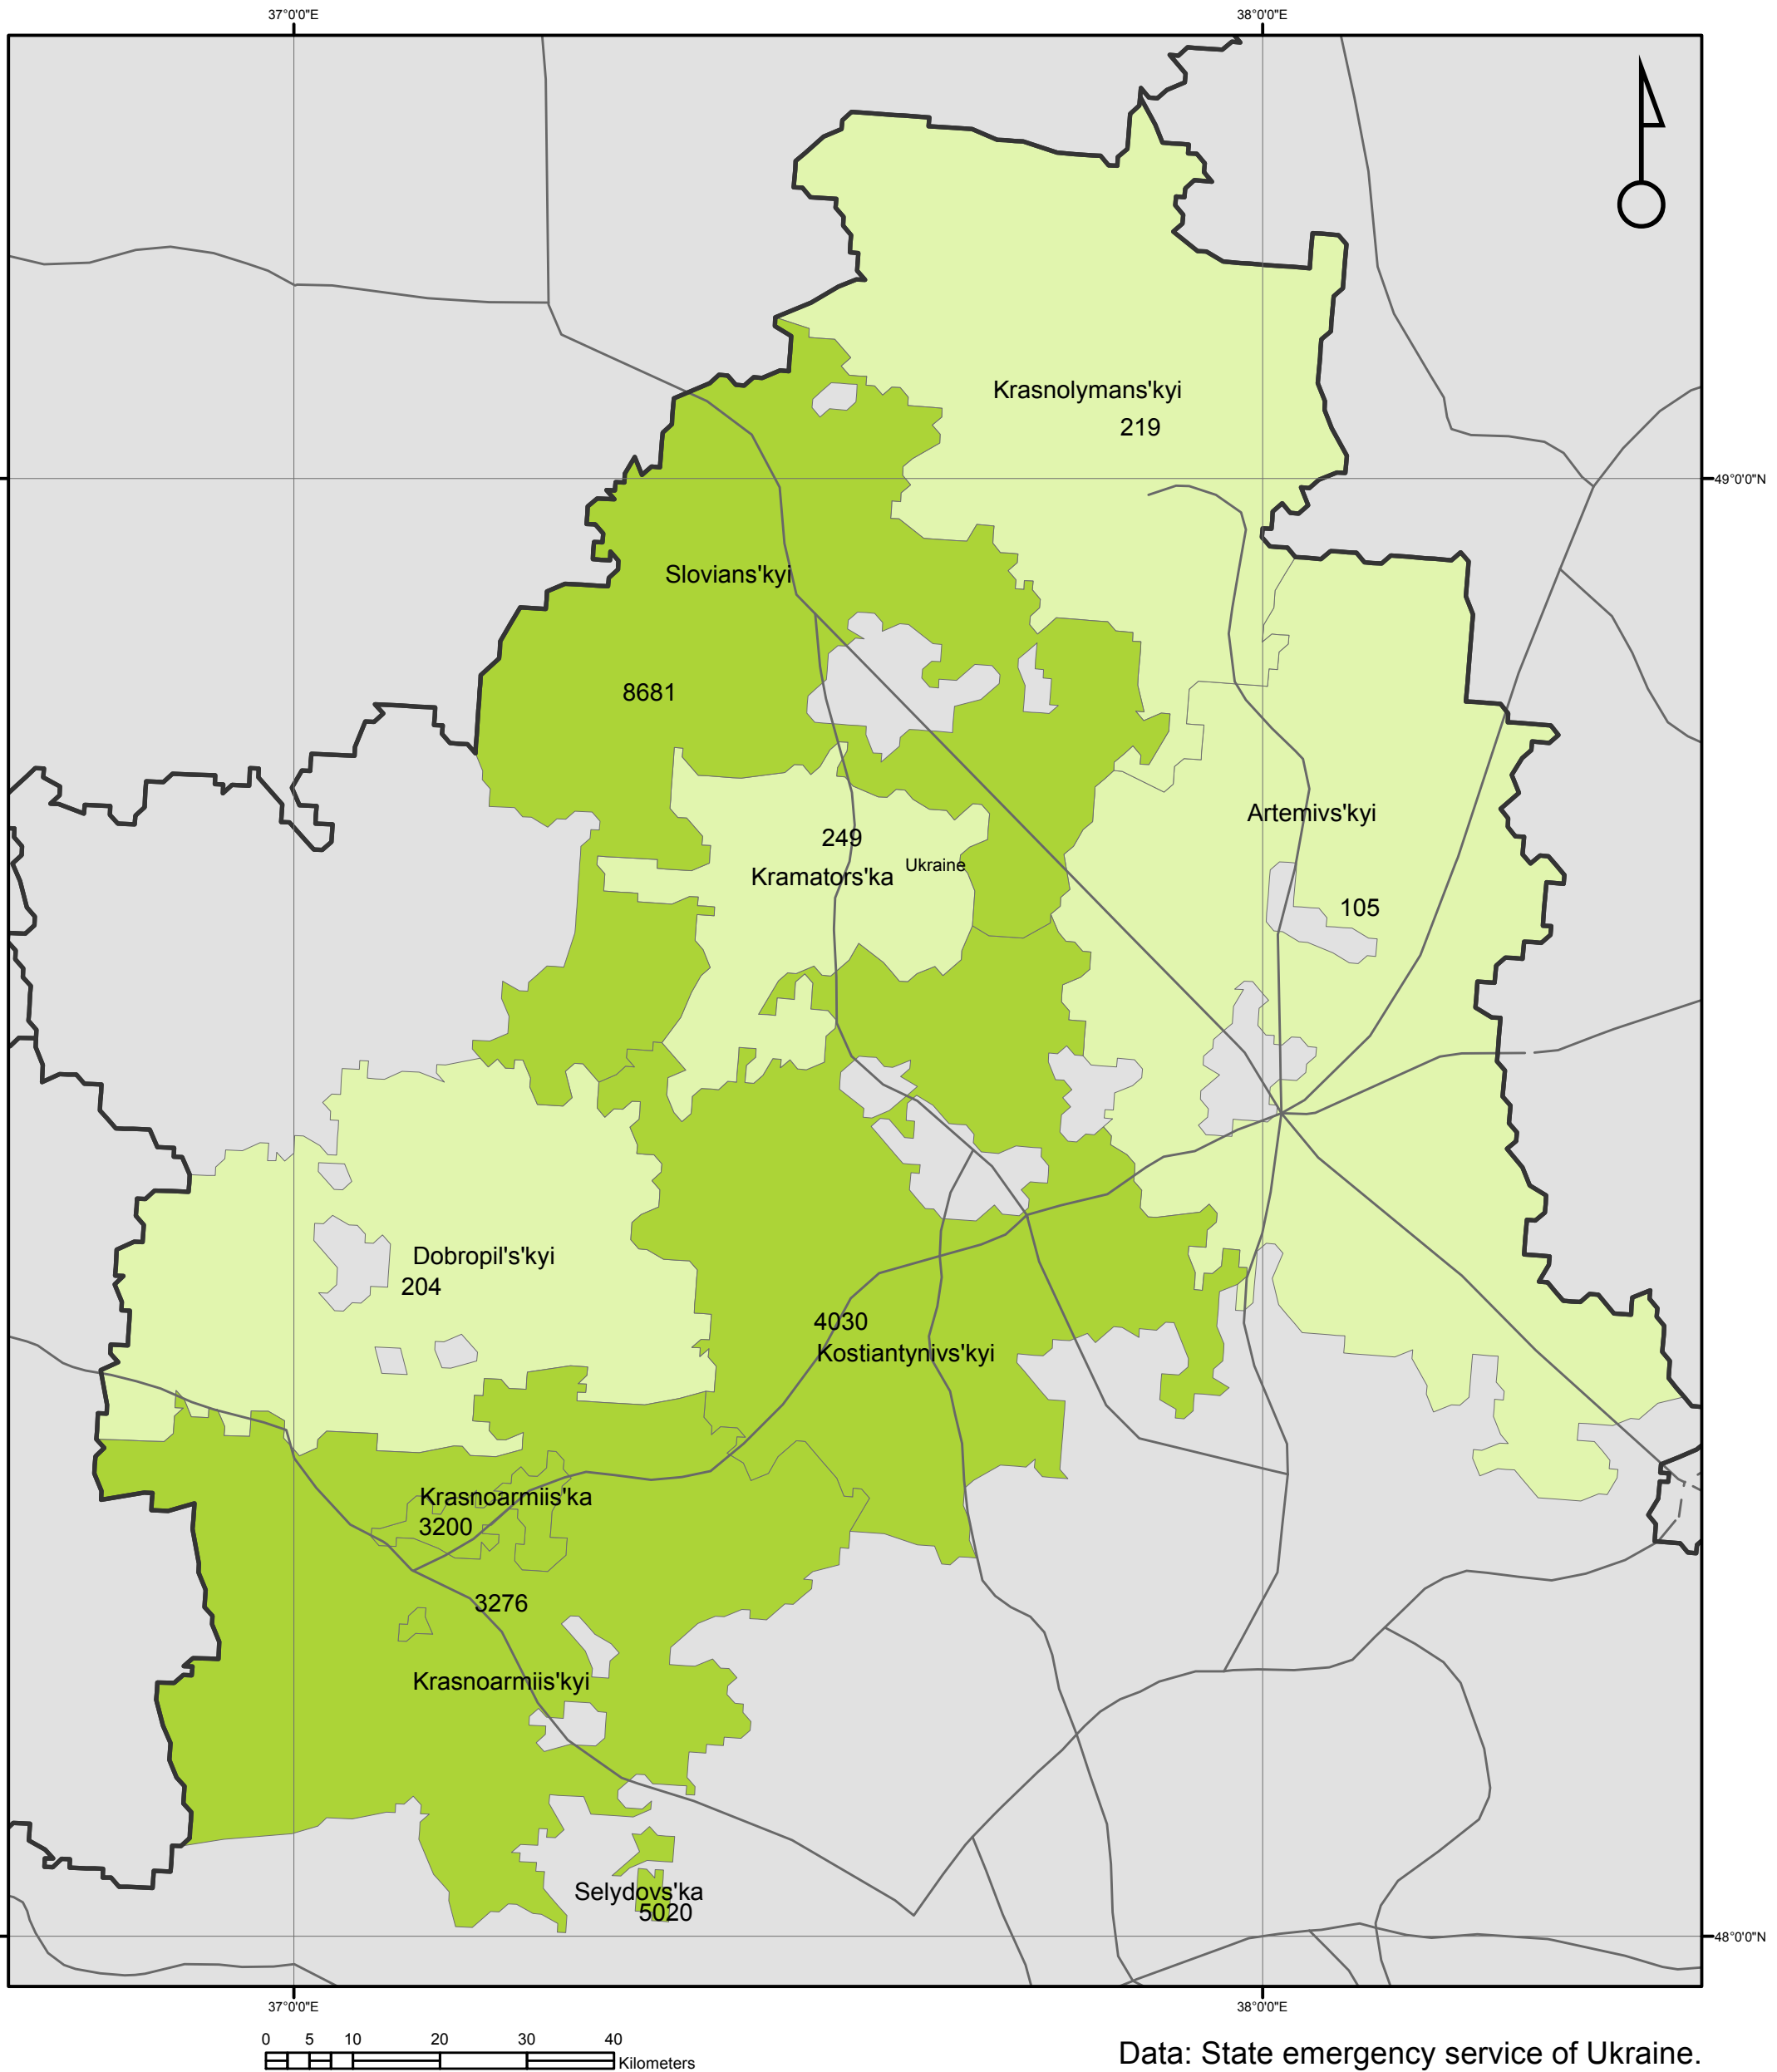 37°0'0"E
38°0'0"E
Krasnolymans'kyi
219
49°0'0"N
Slovians'kyi
8681
Artemivs'kyi
249
Ukraine
Kramators'ka
105
Dobropil's'kyi
204
4030
Kostiantynivs'kyi
Krasnoarmiis'ka
3200
3276
Krasnoarmiis'kyi
Selydovs'ka
5020
48°0'0"N
37°0'0"E
38°0'0"E
0 5 10 20 30 40
Kilometers
Data: State emergency service of Ukraine.